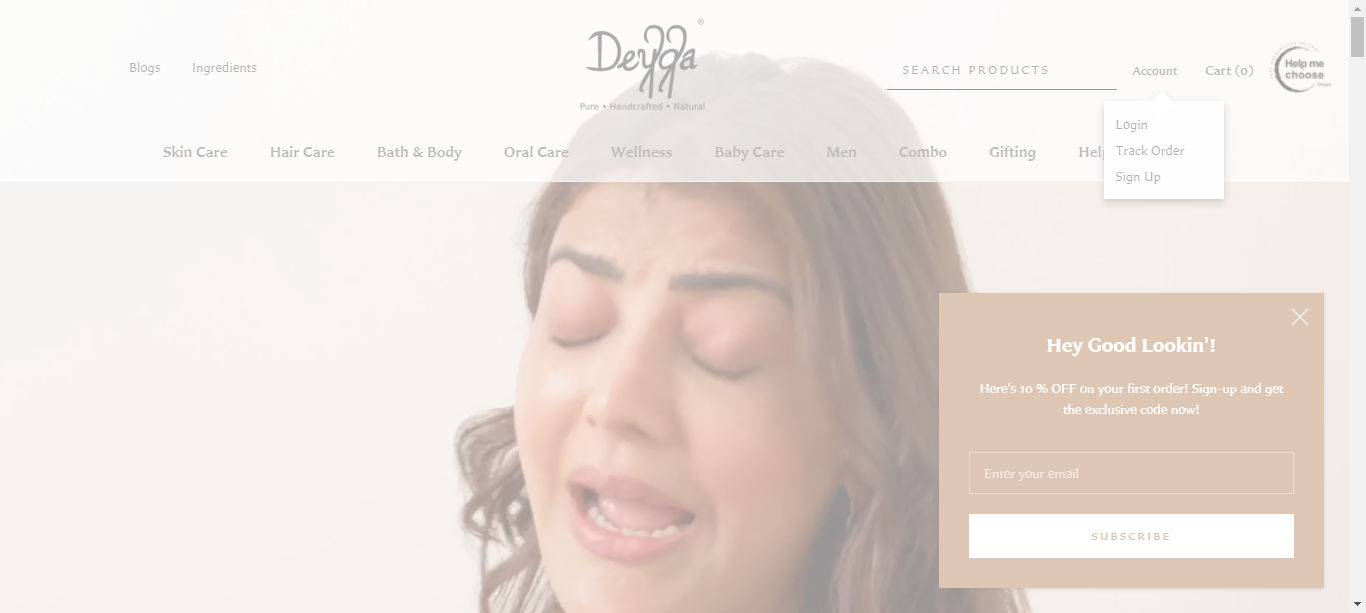 Deyga®
Pure • Handcrafted • Natural
Blogs
Ingredients
SEARCH PRODUCTS
Account
Cart (0)
Help me
choose
Login
Track Order
Sign Up
Skin Care
Hair Care
Bath & Body
Oral Care
Wellness
Baby Care
Men
Combo
Gifting
Hey Good Lookin'!
Here's 10 % OFF on your first order! Sign-up and get
the exclusive code now!
Enter your email
SUBSCRIBE